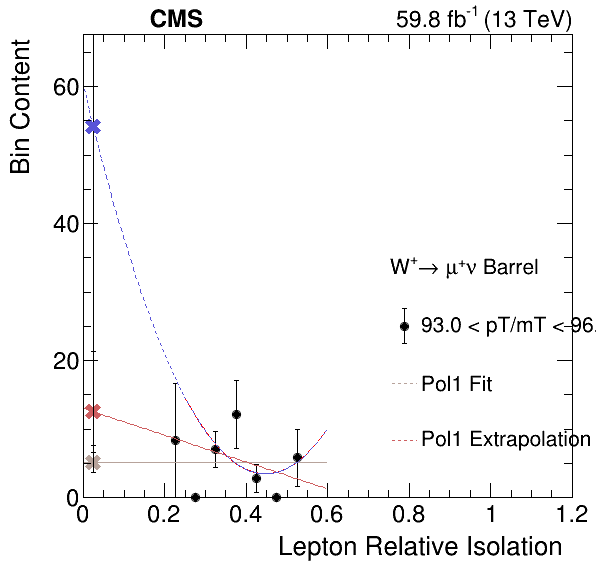 CMS 59.8 fb⁻¹ (13 TeV)
Bin Content
60
40
20
0
W⁺→ μ⁺ν Barrel
93.0 < pT/mT < 96.
Pol1 Fit
Pol1 Extrapolation
0 0.2 0.4 0.6 0.8 1 1.2
Lepton Relative Isolation